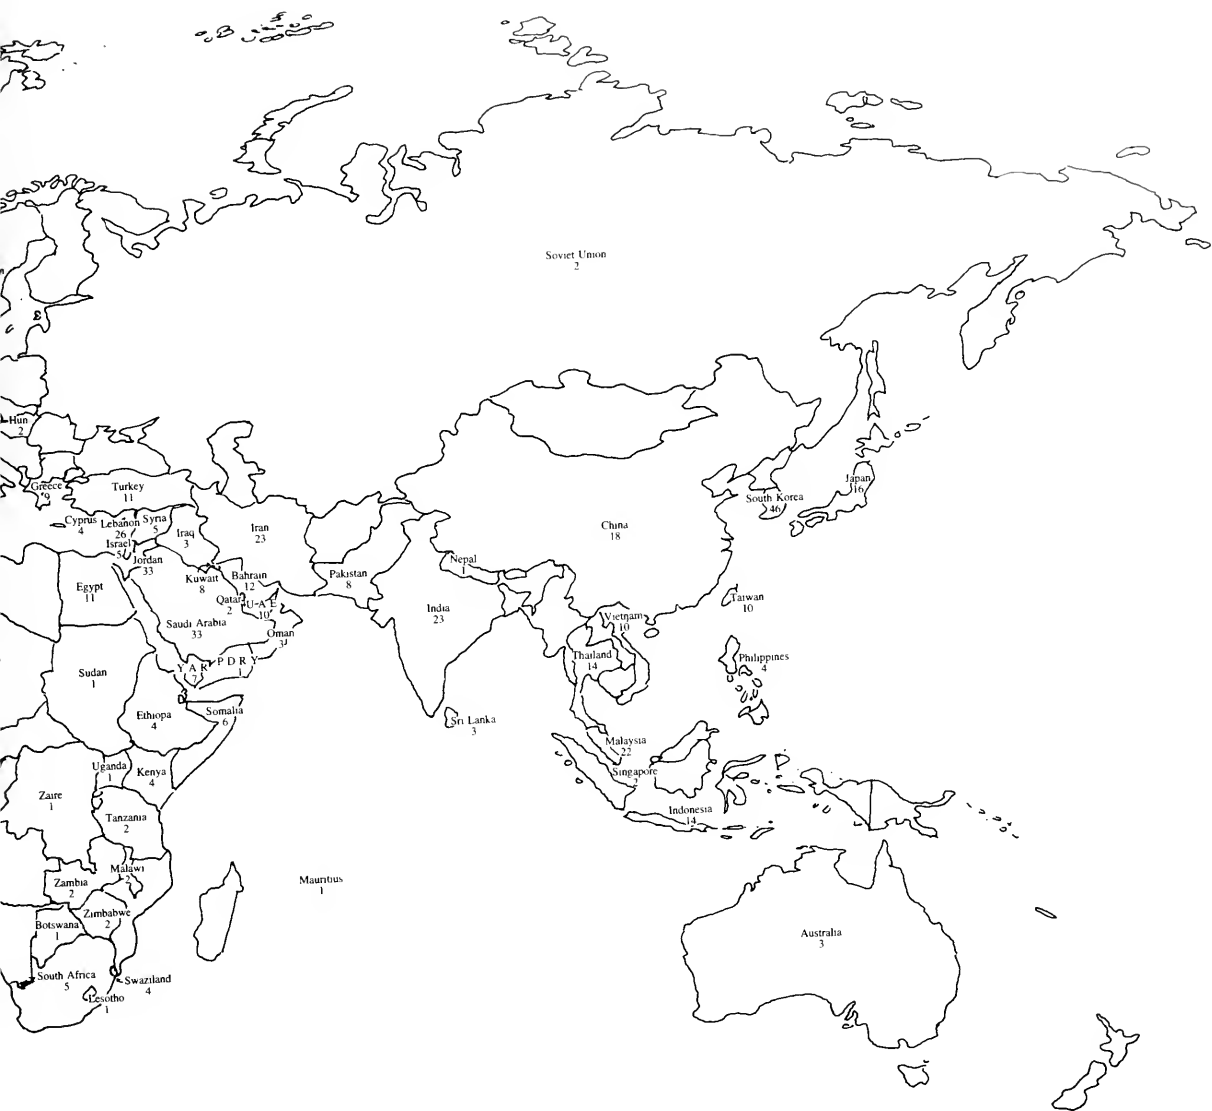 Soviet Union
2
Hun
2
Greece
9
Turkey
11
Cyprus
4
Lebanon
26
Syria
5
Israel
5
Jordan
33
Iraq
3
Iran
23
Kuwait
8
Bahrain
12
Qatar
2
U-A E
10
Saudi Arabia
33
Oman
3
Y A R
7
P D R Y
1
Egypt
11
Sudan
1
Ethiopa
4
Somalia
6
Pakistan
8
Nepal
1
India
23
Sri Lanka
3
China
18
South Korea
46
Japan
16
Taiwan
10
Vietnam
10
Thailand
14
Philippines
4
Malaysia
22
Singapore
2
Indonesia
14
Uganda
1
Kenya
4
Zaire
1
Tanzania
2
Malawi
2
Zambia
2
Zimbabwe
2
Botswana
1
South Africa
5
Swaziland
4
Lesotho
1
Mauritius
1
Australia
3